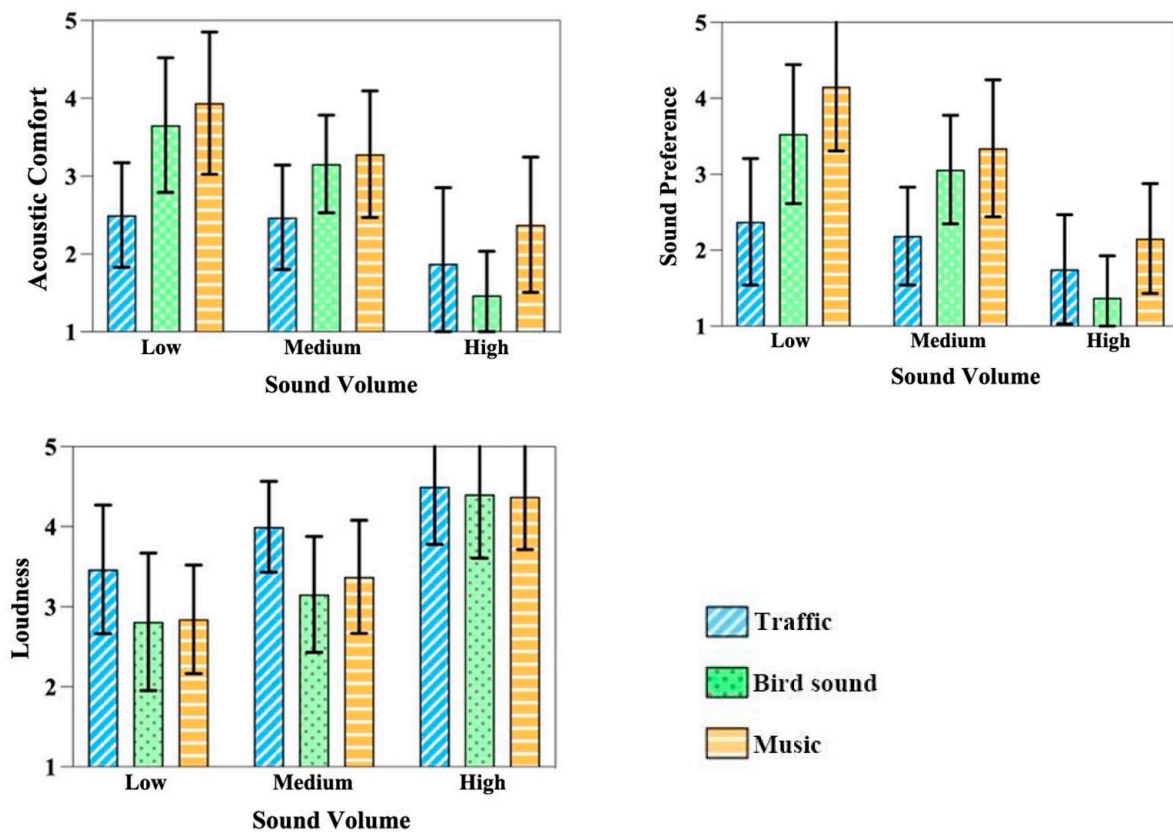 5
4
3
2
1
Acoustic Comfort
Low Medium High
Sound Volume
5
4
3
2
1
Sound Preference
Low Medium High
Sound Volume
5
4
3
2
1
Loudness
Low Medium High
Sound Volume
Traffic
Bird sound
Music